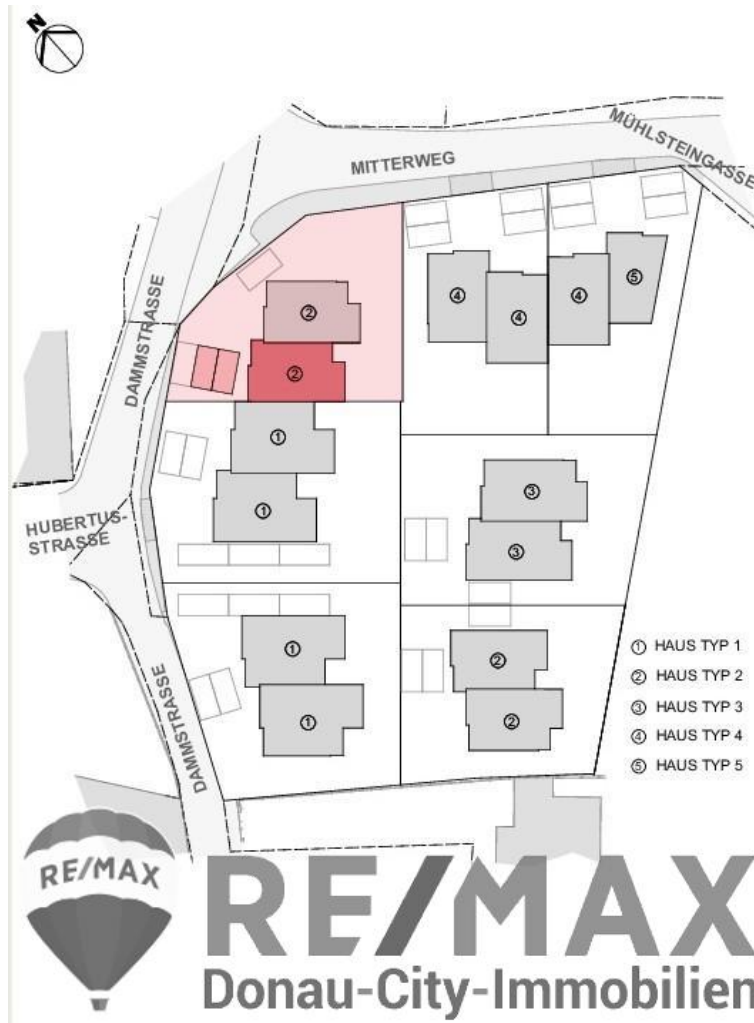 N
MITTERWEG
MÜHLSTEINGASSE
DAMMSTRASSE
HUBERTUS-
STRASSE
DAMMSTRASSE
2
2
4
4
4
5
1
1
3
3
1
1
2
2
1 HAUS TYP 1
2 HAUS TYP 2
3 HAUS TYP 3
4 HAUS TYP 4
5 HAUS TYP 5
RE/MAX
RE/MAX
Donau-City-Immobilien